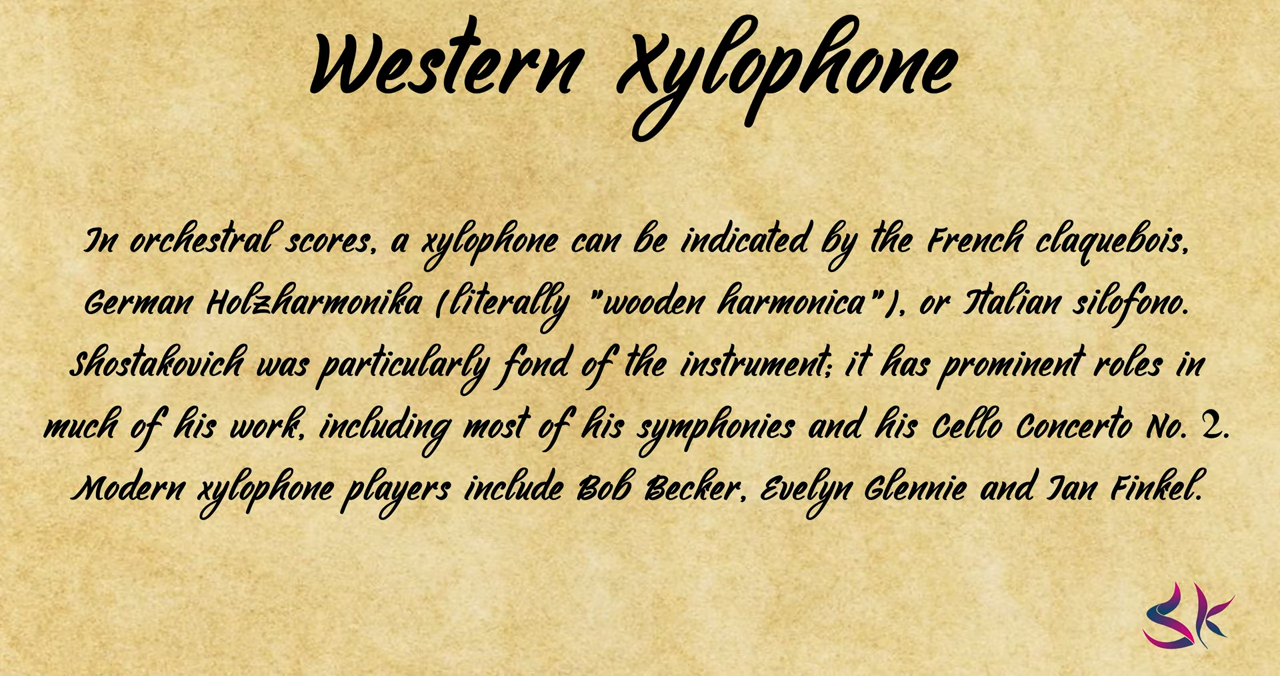 Western Xylophone
In orchestral scores, a xylophone can be indicated by the French claquebois,
German Holzharmonika (literally "wooden harmonica"), or Italian silofono.
Shostakovich was particularly fond of the instrument; it has prominent roles in
much of his work, including most of his symphonies and his Cello Concerto No. 2.
Modern xylophone players include Bob Becker, Evelyn Glennie and Ian Finkel.
SK